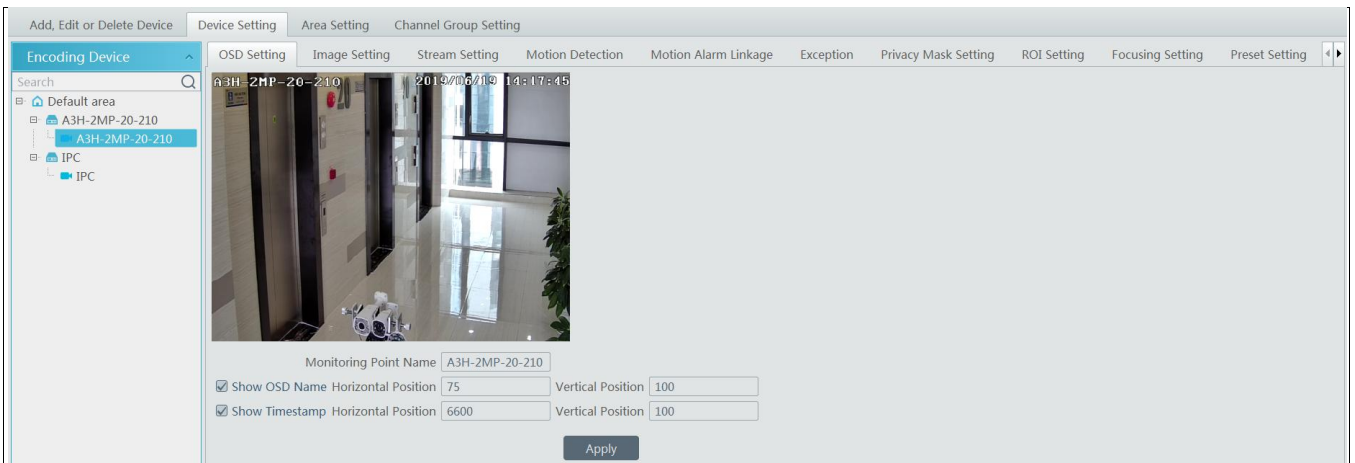 Add, Edit or Delete Device Device Setting Area Setting Channel Group Setting
Encoding Device OSD Setting Image Setting Stream Setting Motion Detection Motion Alarm Linkage Exception Privacy Mask Setting ROI Setting Focusing Setting Preset Setting
Search
Default area
A3H-2MP-20-210
A3H-2MP-20-210
IPC
IPC
A3H-2MP-20-210 2019/06/19 14:17:45
20
Monitoring Point Name A3H-2MP-20-210
Show OSD Name Horizontal Position 75 Vertical Position 100
Show Timestamp Horizontal Position 6600 Vertical Position 100
Apply